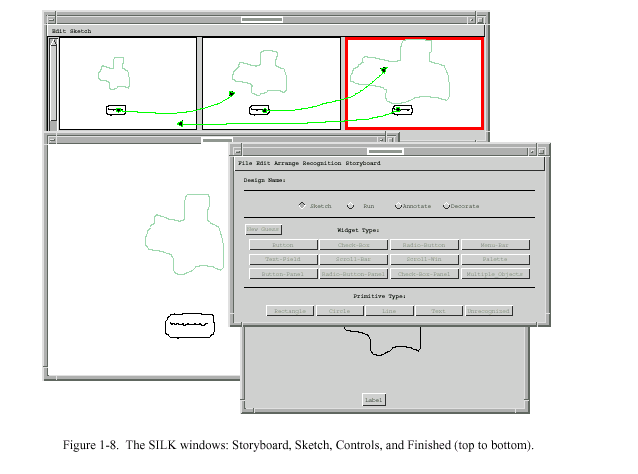 Edit Sketch
File Edit Arrange Recognition Storyboard
Design Name:
Sketch Run Annotate Decorate
New Guess Widget Type:
Button Check-Box Radio-Button Menu-Bar
Text-Field Scroll-Bar Scroll-Win Palette
Button-Panel Radio-Button-Panel Check-Box-Panel Multiple_Objects
Primitive Type:
Rectangle Circle Line Text Unrecognized
Label
Figure 1-8. The SILK windows: Storyboard, Sketch, Controls, and Finished (top to bottom).